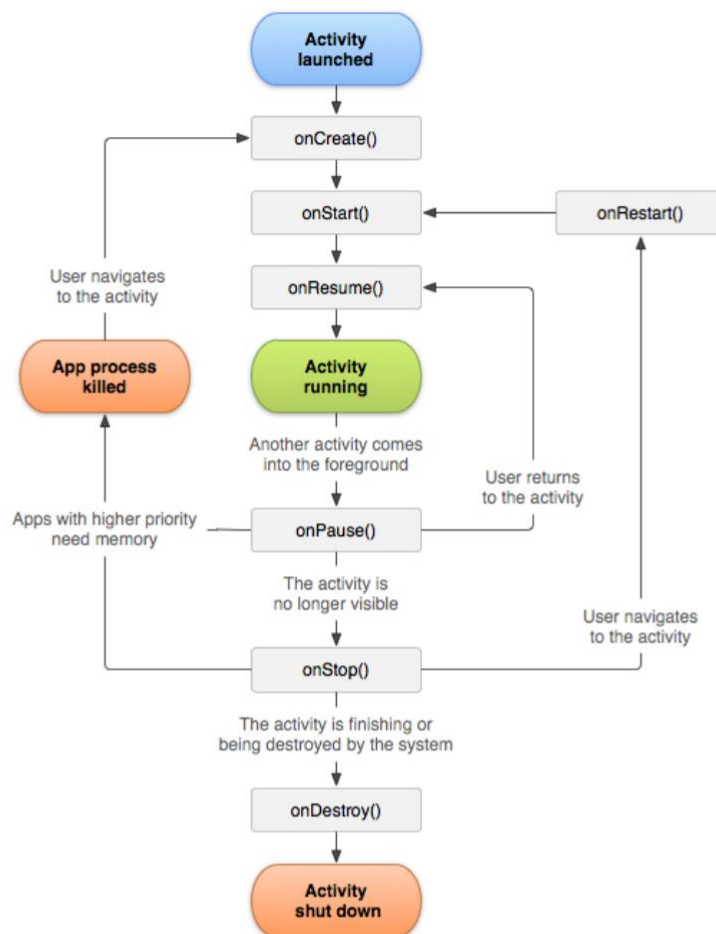 Activity
launched
onCreate()
onStart()
onRestart()
User navigates
to the activity
onResume()
App process
killed
Activity
running
Another activity comes
into the foreground
User returns
to the activity
Apps with higher priority
need memory
onPause()
The activity is
no longer visible
User navigates
to the activity
onStop()
The activity is finishing or
being destroyed by the system
onDestroy()
Activity
shut down